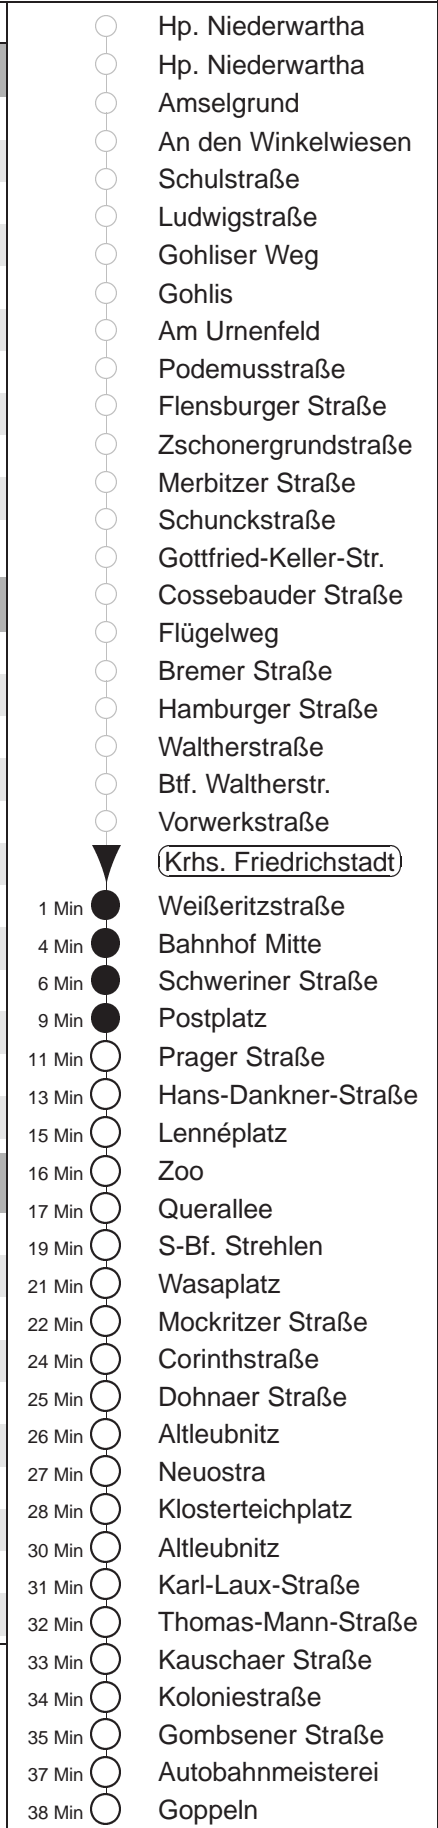 Hp. Niederwartha
Hp. Niederwartha
Amselgrund
An den Winkelwiesen
Schulstraße
Ludwigstraße
Gohliser Weg
Gohlis
Am Urnenfeld
Podemusstraße
Flensburger Straße
Zschonergrundstraße
Merbitzer Straße
Schunckstraße
Gottfried-Keller-Str.
Cossebauder Straße
Flügelweg
Bremer Straße
Hamburger Straße
Waltherstraße
Btf. Waltherstr.
Vorwerkstraße
Krhs. Friedrichstadt
1 Min Weißeritzstraße
4 Min Bahnhof Mitte
6 Min Schweriner Straße
9 Min Postplatz
11 Min Prager Straße
13 Min Hans-Dankner-Straße
15 Min Lennéplatz
16 Min Zoo
17 Min Querallee
19 Min S-Bf. Strehlen
21 Min Wasaplatz
22 Min Mockritzer Straße
24 Min Corinthstraße
25 Min Dohnaer Straße
26 Min Altleubnitz
27 Min Neuostra
28 Min Klosterteichplatz
30 Min Altleubnitz
31 Min Karl-Laux-Straße
32 Min Thomas-Mann-Straße
33 Min Kauschaer Straße
34 Min Koloniestraße
35 Min Gombsener Straße
37 Min Autobahnmeisterei
38 Min Goppeln